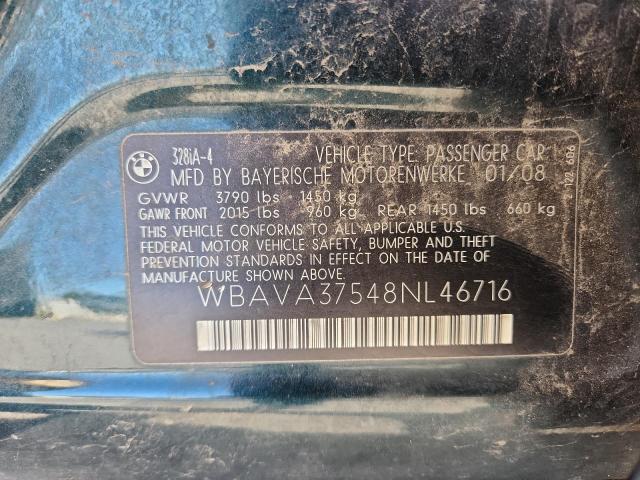 328iA-4 VEHICLE TYPE: PASSENGER CAR
MFD BY BAYERISCHE MOTORENWERKE 01/08
GVWR 3790 lbs 1450 kg
GAWR FRONT 2015 lbs 960 kg REAR 1450 lbs 660 kg
THIS VEHICLE CONFORMS TO ALL APPLICABLE U.S.
FEDERAL MOTOR VEHICLE SAFETY, BUMPER AND THEFT
PREVENTION STANDARDS IN EFFECT ON THE DATE OF
MANUFACTURE SHOWN ABOVE.
WBAVA37548NL46716